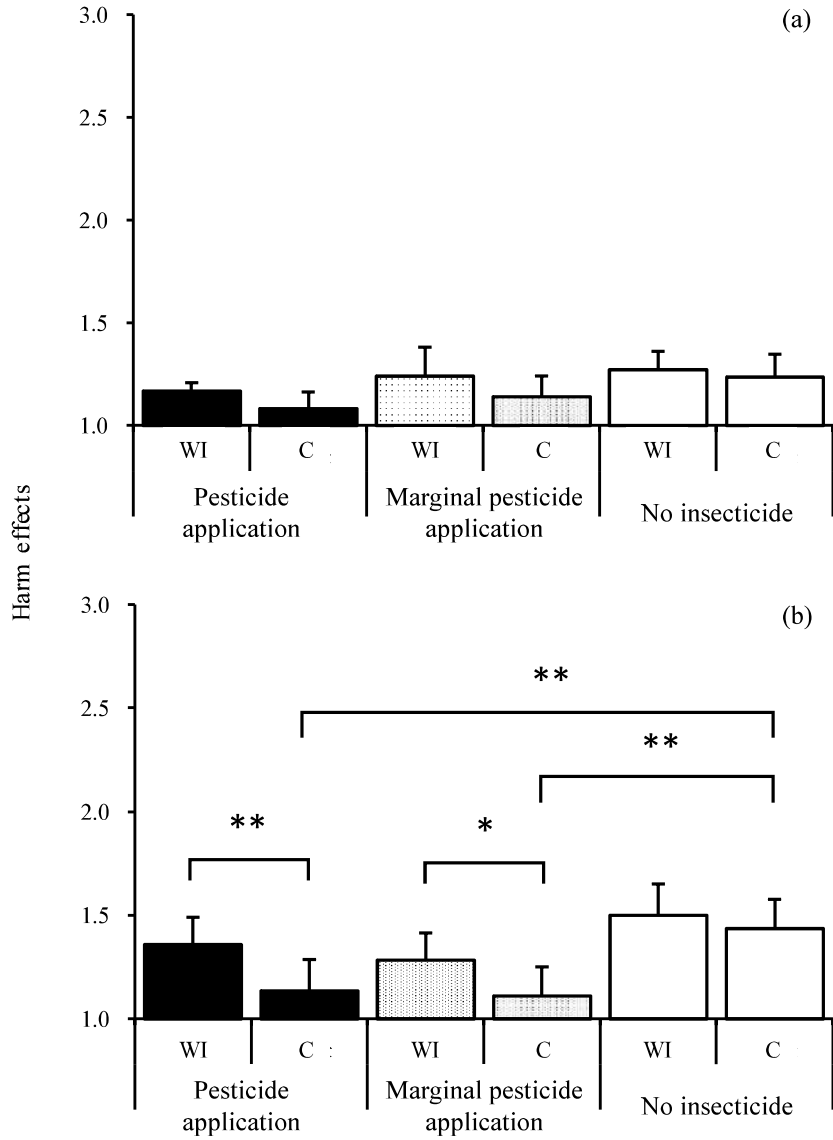 (a)
3.0
2.5
2.0
1.5
1.0
WI C WI C WI C
Pesticide application
Marginal pesticide application
No insecticide
Harm effects
(b)
3.0
2.5
2.0
1.5
1.0
**
**
**
*
WI C WI C WI C
Pesticide application
Marginal pesticide application
No insecticide